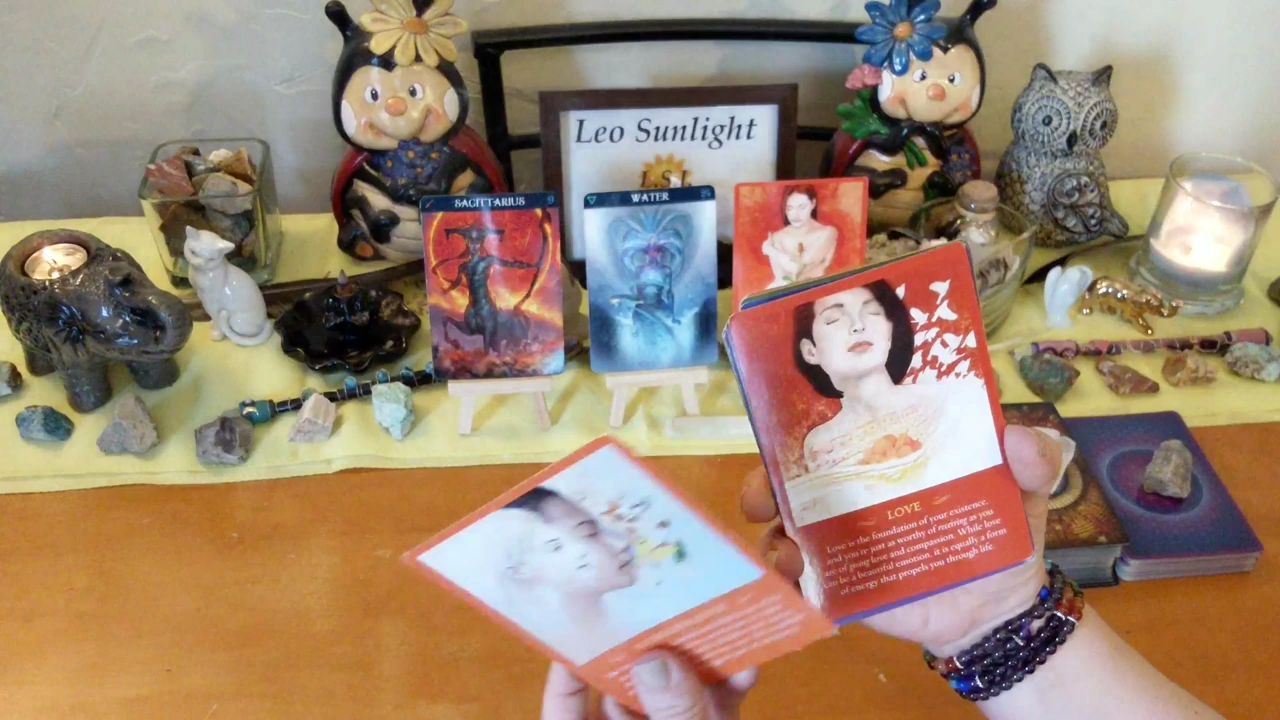 Leo Sunlight
L.S.I.
SAGITTARIUS
WATER
LOVE
Love is the foundation of your existence,
and you're just as worthy of receiving as you
are of giving love and compassion. While love
can be a beautiful emotion, it is equally a form
of energy that propels you through life.